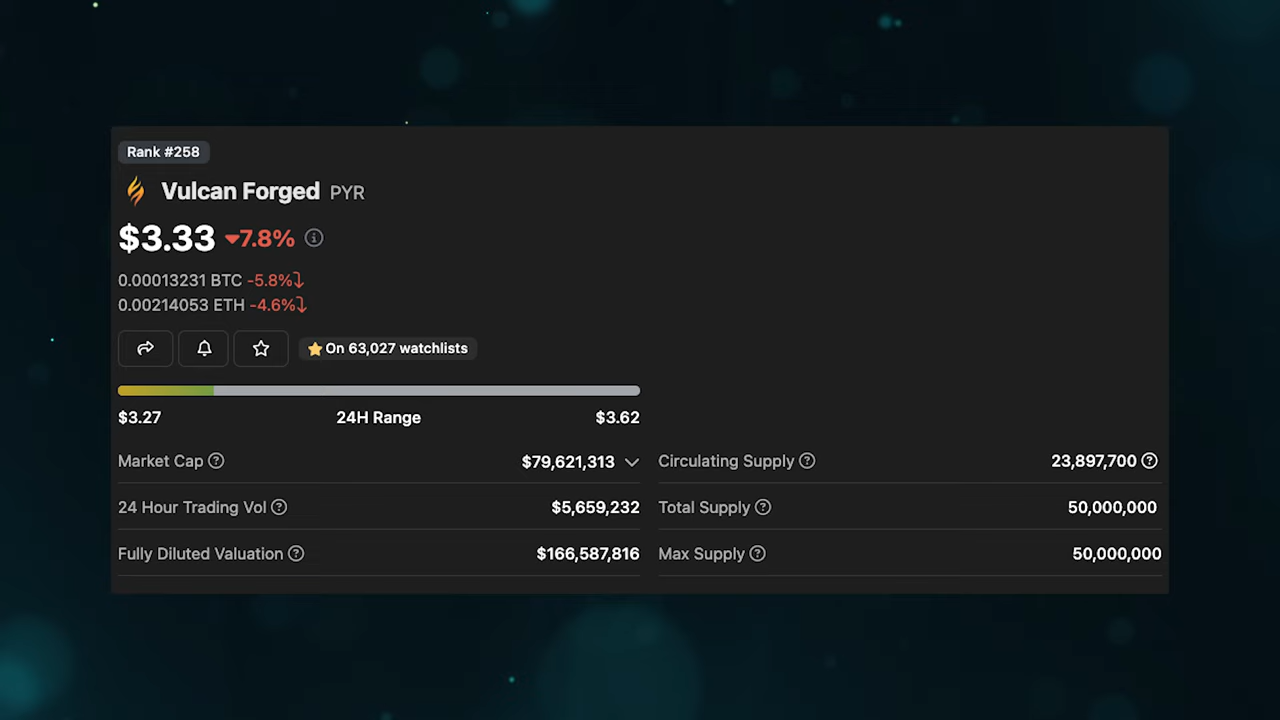 Rank #258
Vulcan Forged PYR
$3.33 7.8%
0.00013231 BTC -5.8%
0.00214053 ETH -4.6%
On 63,027 watchlists
$3.27 24H Range $3.62
Market Cap $79,621,313 Circulating Supply 23,897,700
24 Hour Trading Vol $5,659,232 Total Supply 50,000,000
Fully Diluted Valuation $166,587,816 Max Supply 50,000,000